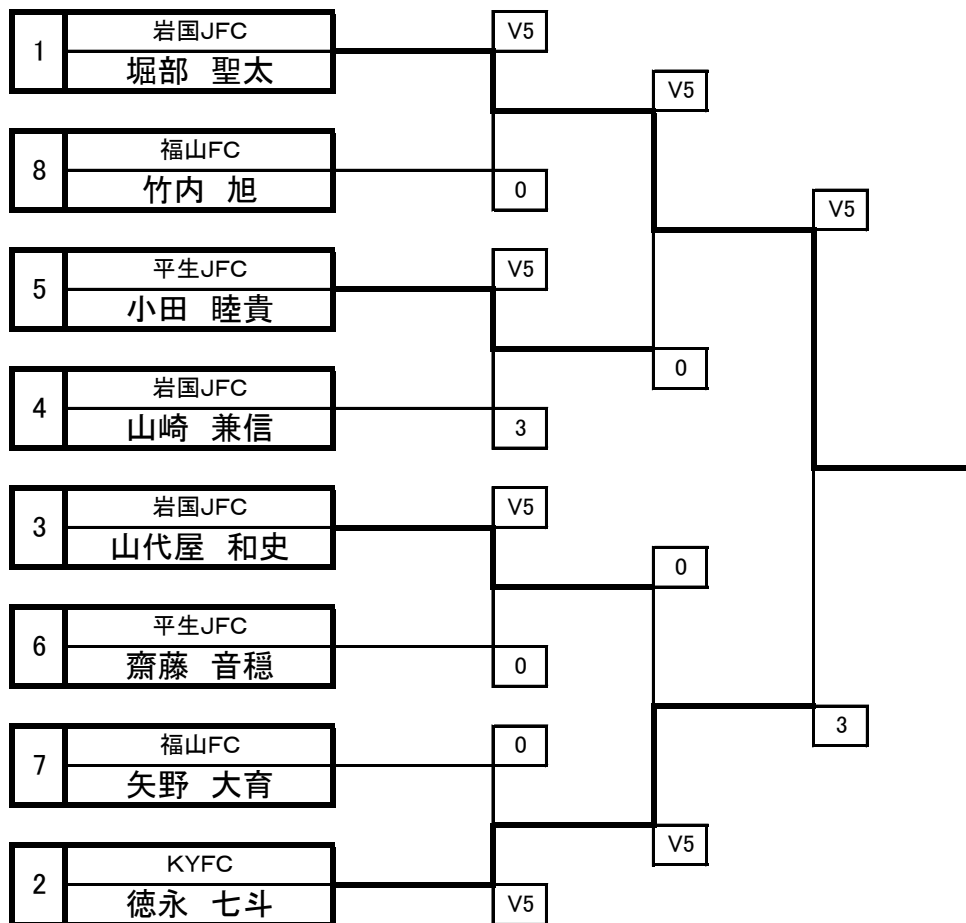 1
岩国JFC
堀部 聖太
V5
V5
8
福山FC
竹内 旭
0
V5
5
平生JFC
小田 睦貴
V5
0
4
岩国JFC
山崎 兼信
3
3
岩国JFC
山代屋 和史
V5
0
6
平生JFC
齋藤 音穏
0
3
7
福山FC
矢野 大育
0
V5
2
KYFC
徳永 七斗
V5